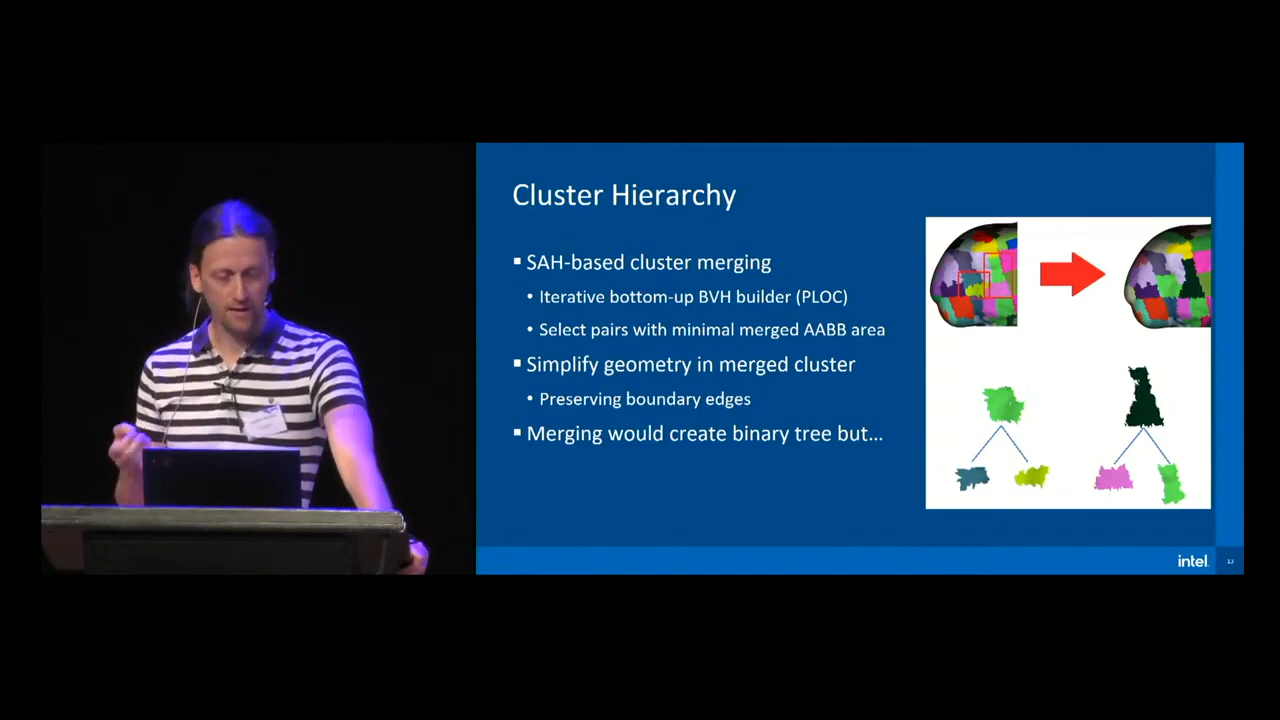 Cluster Hierarchy
▪ SAH-based cluster merging
• Iterative bottom-up BVH builder (PLOC)
• Select pairs with minimal merged AABB area
▪ Simplify geometry in merged cluster
• Preserving boundary edges
▪ Merging would create binary tree but...
intel.